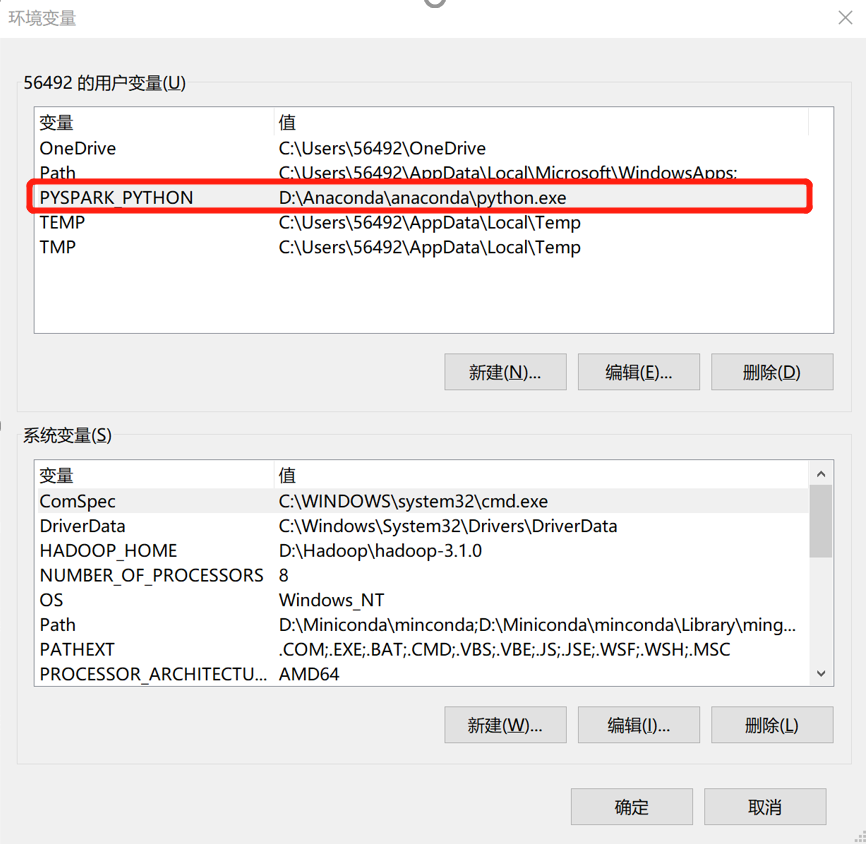 环境变量
56492 的用户变量(U)
变量 值
OneDrive C:\Users\56492\OneDrive
Path C:\Users\56492\AppData\Local\Microsoft\WindowsApps;
PYSPARK_PYTHON D:\Anaconda\anaconda\python.exe
TEMP C:\Users\56492\AppData\Local\Temp
TMP C:\Users\56492\AppData\Local\Temp
新建(N)... 编辑(E)... 删除(D)
系统变量(S)
变量 值
ComSpec C:\WINDOWS\system32\cmd.exe
DriverData C:\Windows\System32\Drivers\DriverData
HADOOP_HOME D:\Hadoop\hadoop-3.1.0
NUMBER_OF_PROCESSORS 8
OS Windows_NT
Path D:\Miniconda\minconda;D:\Miniconda\minconda\Library\ming...
PATHEXT .COM;.EXE;.BAT;.CMD;.VBS;.VBE;.JS;.JSE;.WSF;.WSH;.MSC
PROCESSOR_ARCHITECTU... AMD64
新建(W)... 编辑(I)... 删除(L)
确定 取消